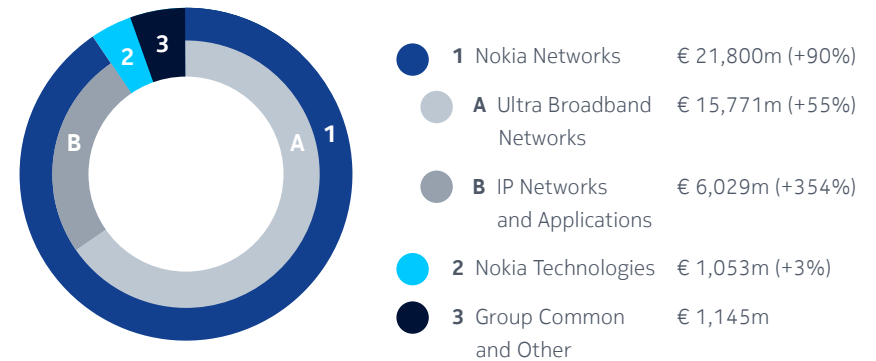 3
2
B
A
1
1 Nokia Networks € 21,800m (+90%)
A Ultra Broadband € 15,771m (+55%)
Networks
B IP Networks € 6,029m (+354%)
and Applications
2 Nokia Technologies € 1,053m (+3%)
3 Group Common € 1,145m
and Other